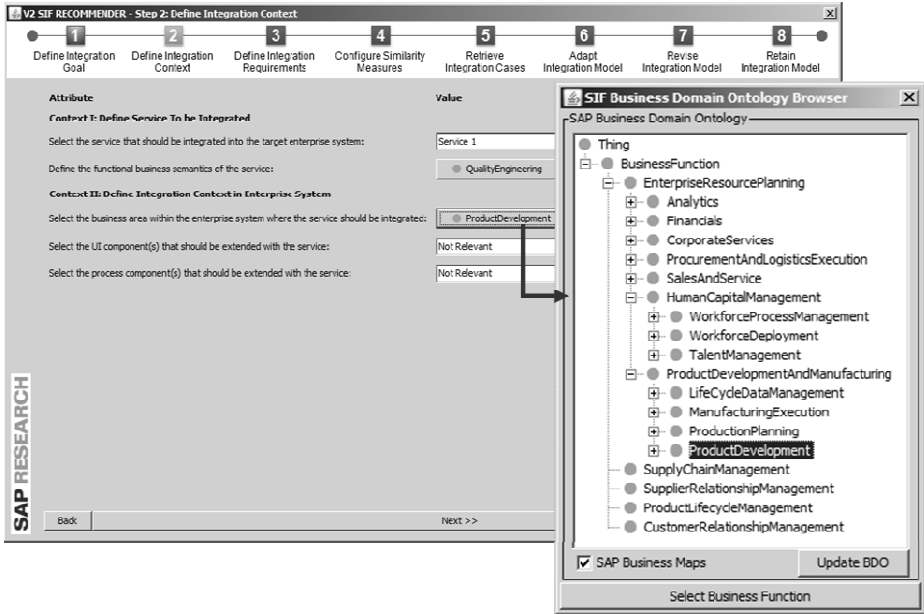 V2 SIF RECOMMENDER - Step 2: Define Integration Context
1
2
3
4
5
6
7
8
Define Integration
Goal
Define Integration
Context
Define Integration
Requirements
Configure Similarity
Measures
Retrieve
Integration Cases
Adapt
Integration Model
Revise
Integration Model
Retain
Integration Model
Attribute
Value
Context I: Define Service To be Integrated
Select the service that should be integrated into the target enterprise system:
Service 1
Define the functional business semantics of the service:
QualityEngineering
Context II: Define Integration Context in Enterprise System
Select the business area within the enterprise system where the service should be integrated:
ProductDevelopment
Select the UI component(s) that should be extended with the service:
Not Relevant
Select the process component(s) that should be extended with the service:
Not Relevant
SAP RESEARCH
Back
Next >>
SIF Business Domain Ontology Browser
SAP Business Domain Ontology
Thing
BusinessFunction
EnterpriseResourcePlanning
Analytics
Financials
CorporateServices
ProcurementAndLogisticsExecution
SalesAndService
HumanCapitalManagement
WorkforceProcessManagement
WorkforceDeployment
TalentManagement
ProductDevelopmentAndManufacturing
LifeCycleDataManagement
ManufacturingExecution
ProductionPlanning
ProductDevelopment
SupplyChainManagement
SupplierRelationshipManagement
ProductLifecycleManagement
CustomerRelationshipManagement
SAP Business Maps
Update BDO
Select Business Function